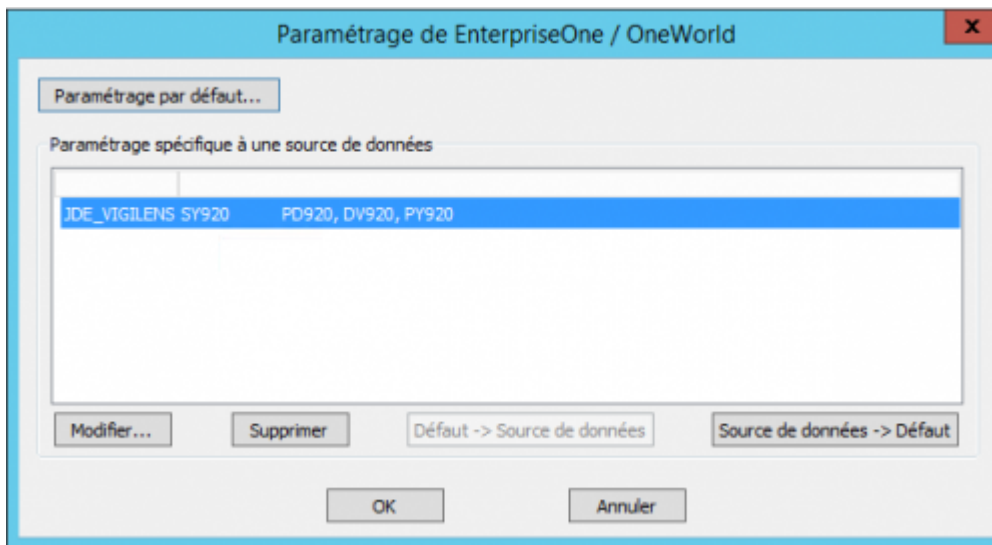 Paramétrage de EnterpriseOne / OneWorld
x
Paramétrage par défaut...
Paramétrage spécifique à une source de données
JDE_VIGILENS SY920 PD920, DV920, PY920
Modifier... Supprimer Défaut -> Source de données Source de données -> Défaut
OK Annuler